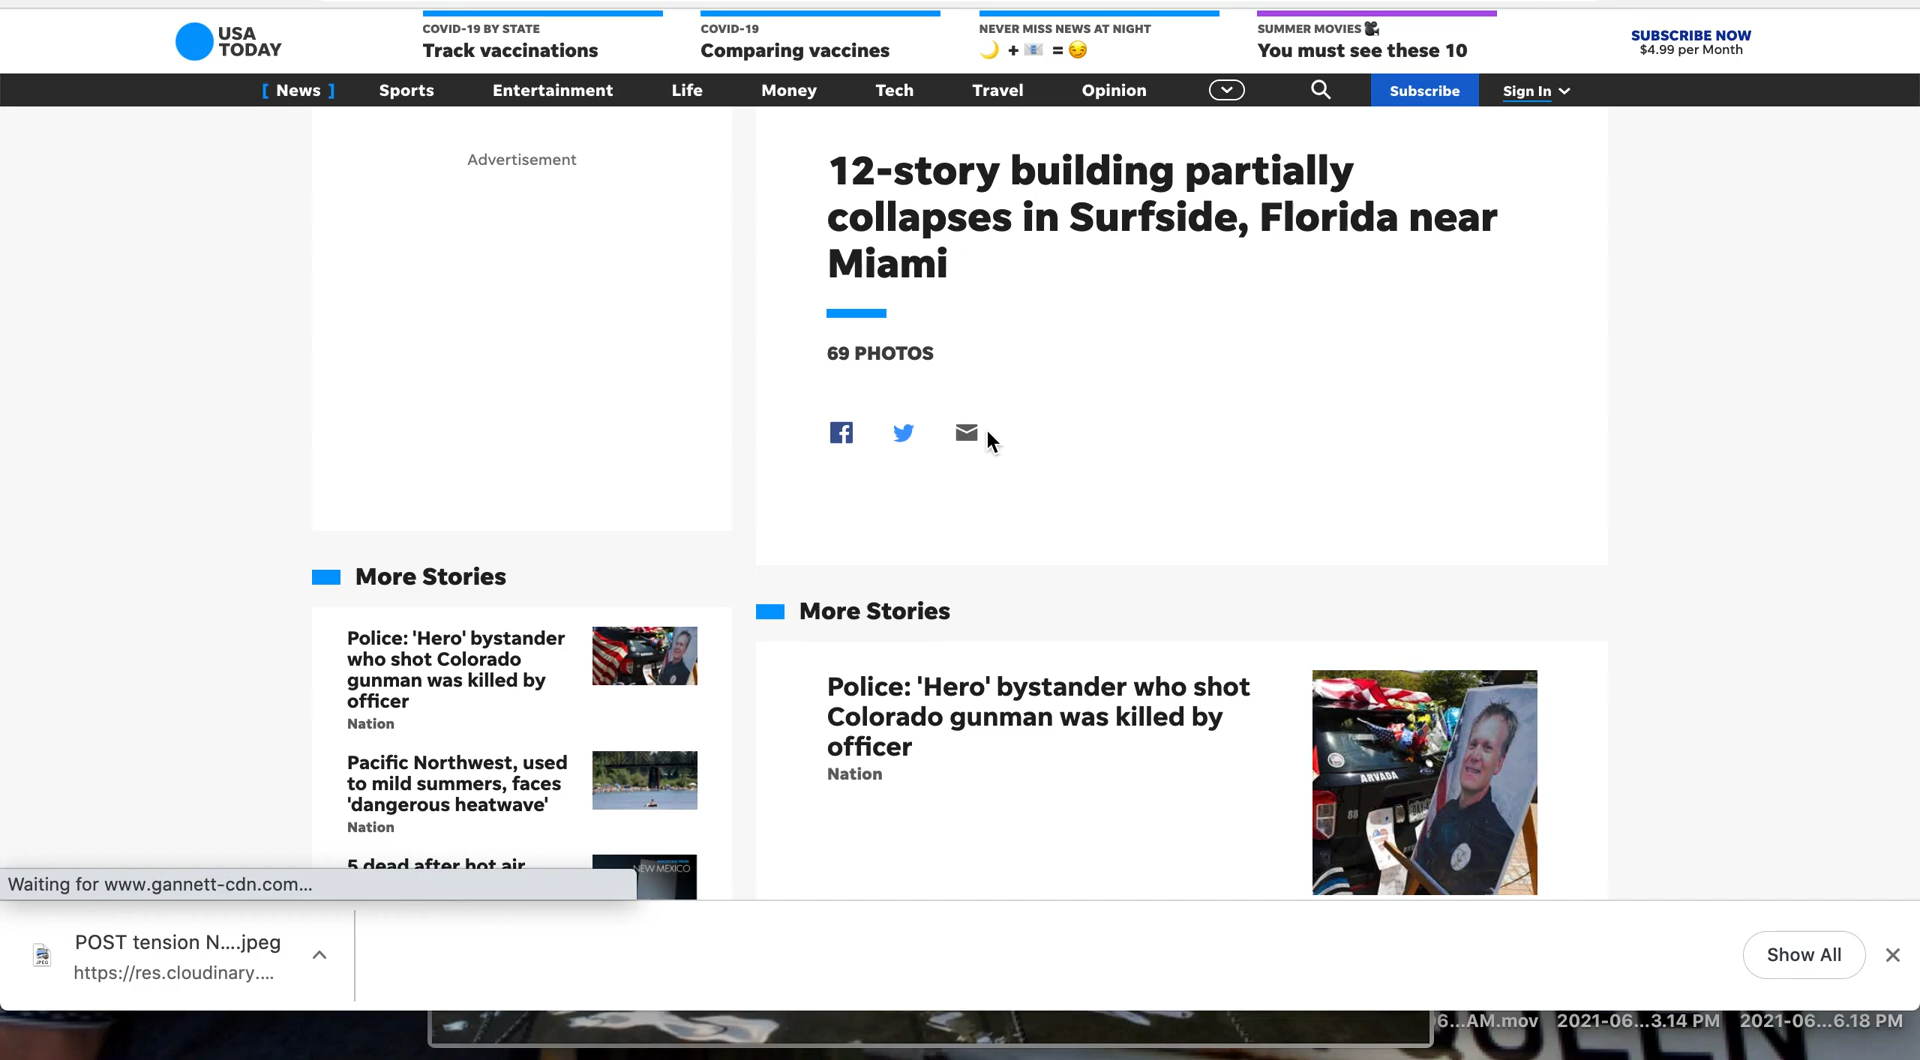 USA
TODAY
COVID-19 BY STATE
Track vaccinations
COVID-19
Comparing vaccines
NEVER MISS NEWS AT NIGHT
🌙 + 📧 = 😏
SUMMER MOVIES 🎥
You must see these 10
SUBSCRIBE NOW
$4.99 per Month
[ News ] Sports Entertainment Life Money Tech Travel Opinion Subscribe Sign In
Advertisement
12-story building partially
collapses in Surfside, Florida near
Miami
69 PHOTOS
More Stories
Police: 'Hero' bystander
who shot Colorado
gunman was killed by
officer
Nation
Pacific Northwest, used
to mild summers, faces
'dangerous heatwave'
Nation
5 dead after hot air
NEW MEXICO
More Stories
Police: 'Hero' bystander who shot
Colorado gunman was killed by
officer
Nation
ARVADA
88
Waiting for www.gannett-cdn.com...
JPEG
POST tension N....jpeg
https://res.cloudinary....
Show All
6...AM.mov 2021-06...3.14 PM 2021-06...6.18 PM